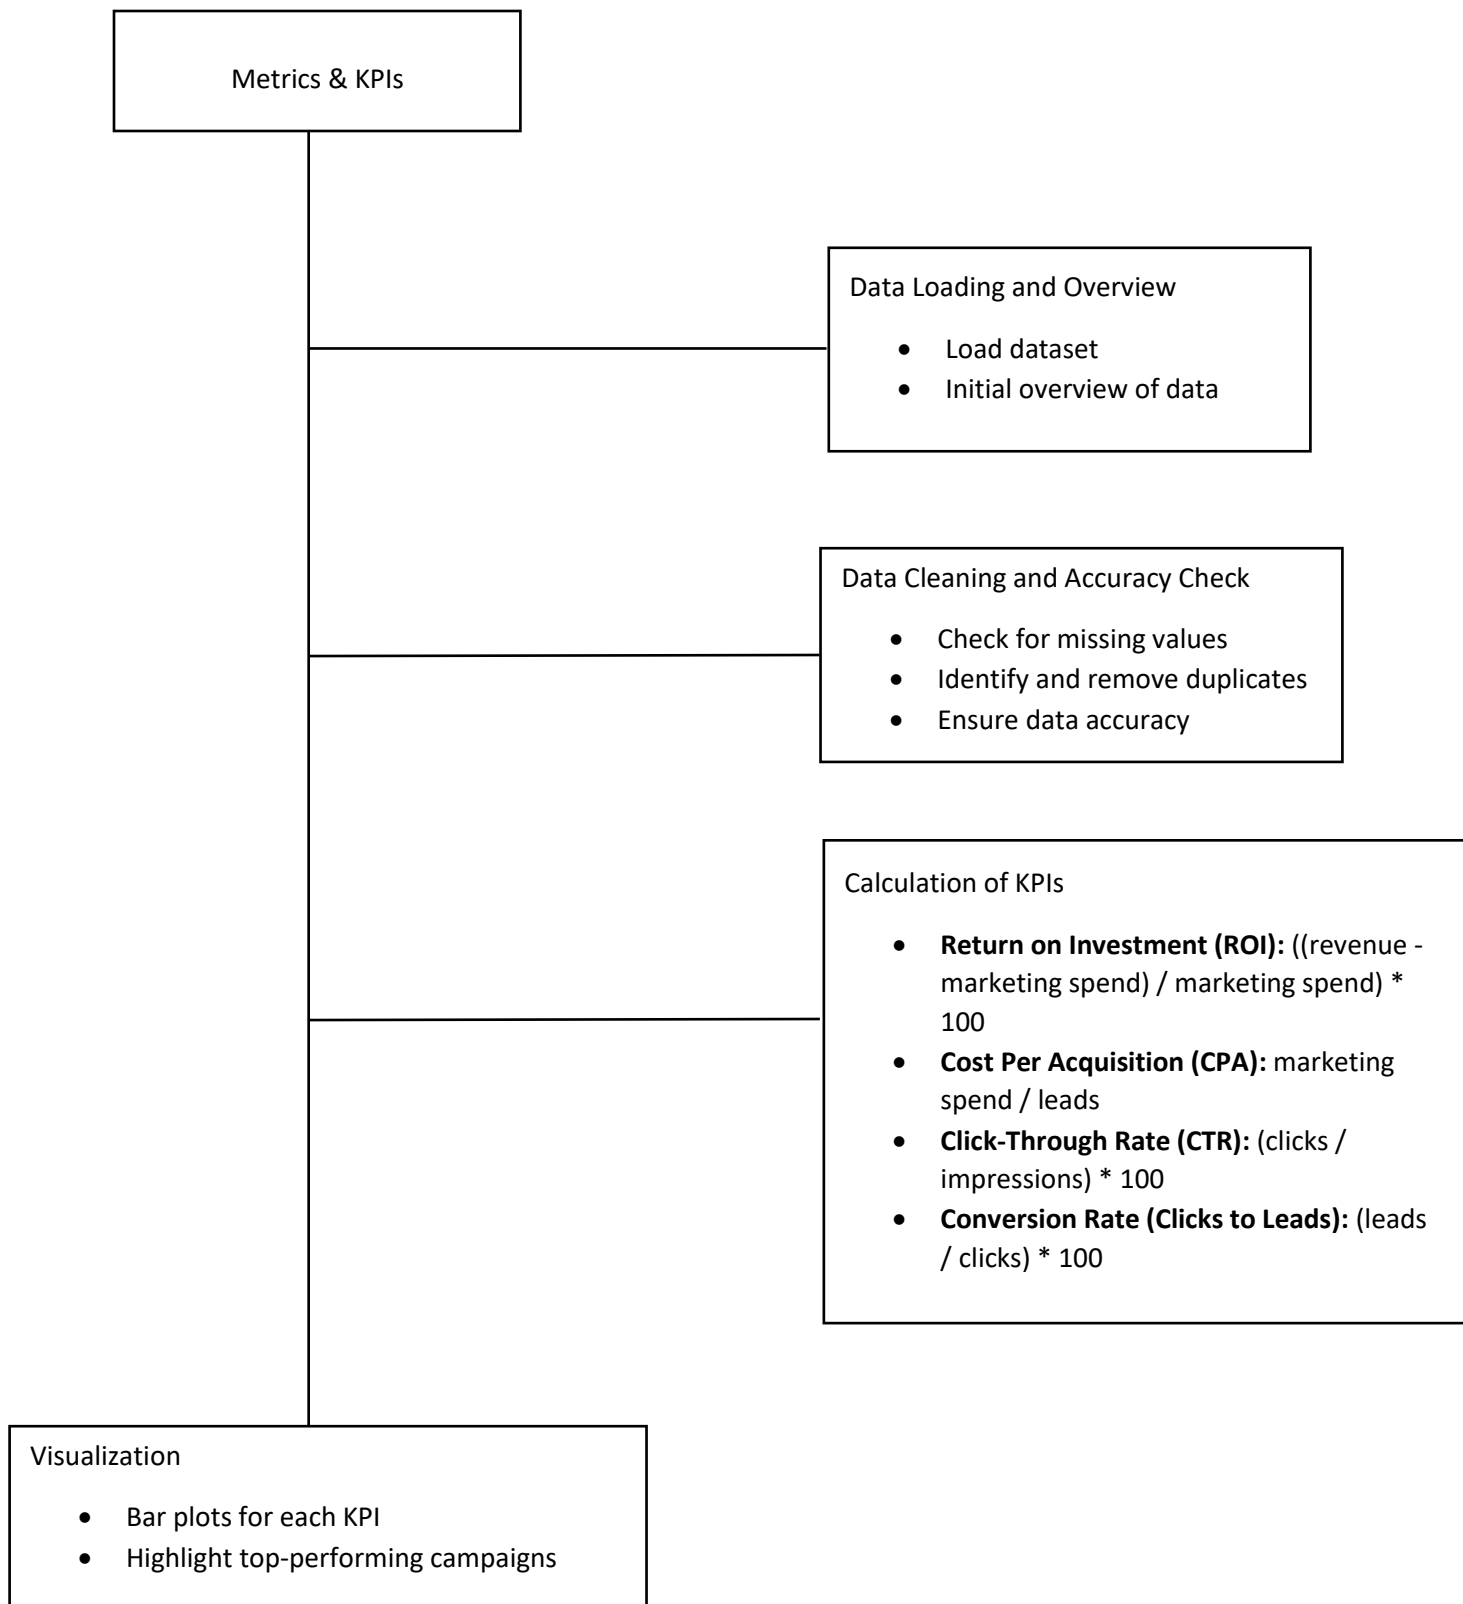 Metrics & KPIs
Data Loading and Overview
• Load dataset
• Initial overview of data
Data Cleaning and Accuracy Check
• Check for missing values
• Identify and remove duplicates
• Ensure data accuracy
Calculation of KPIs
• Return on Investment (ROI): ((revenue -
marketing spend) / marketing spend) *
100
• Cost Per Acquisition (CPA): marketing
spend / leads
• Click-Through Rate (CTR): (clicks /
impressions) * 100
• Conversion Rate (Clicks to Leads): (leads
/ clicks) * 100
Visualization
• Bar plots for each KPI
• Highlight top-performing campaigns